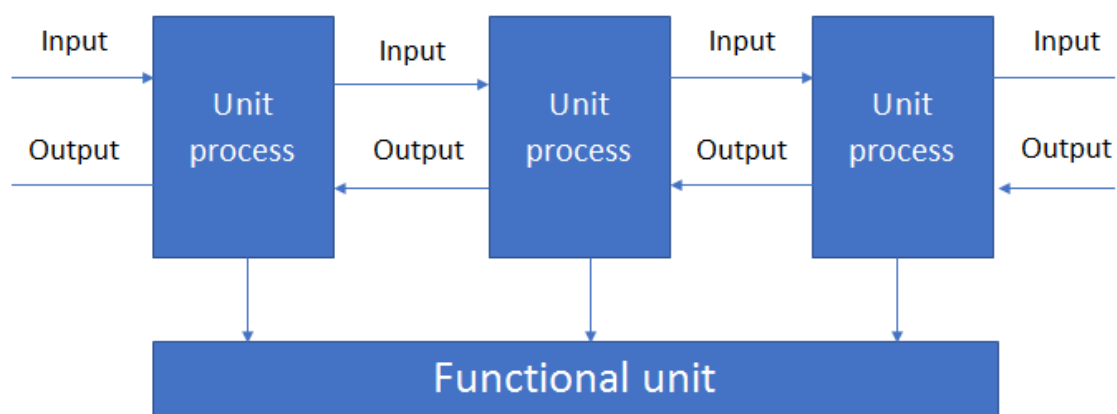 Input
Input
Input
Input
Unit
process
Unit
process
Unit
process
Output
Output
Output
Output
Functional unit